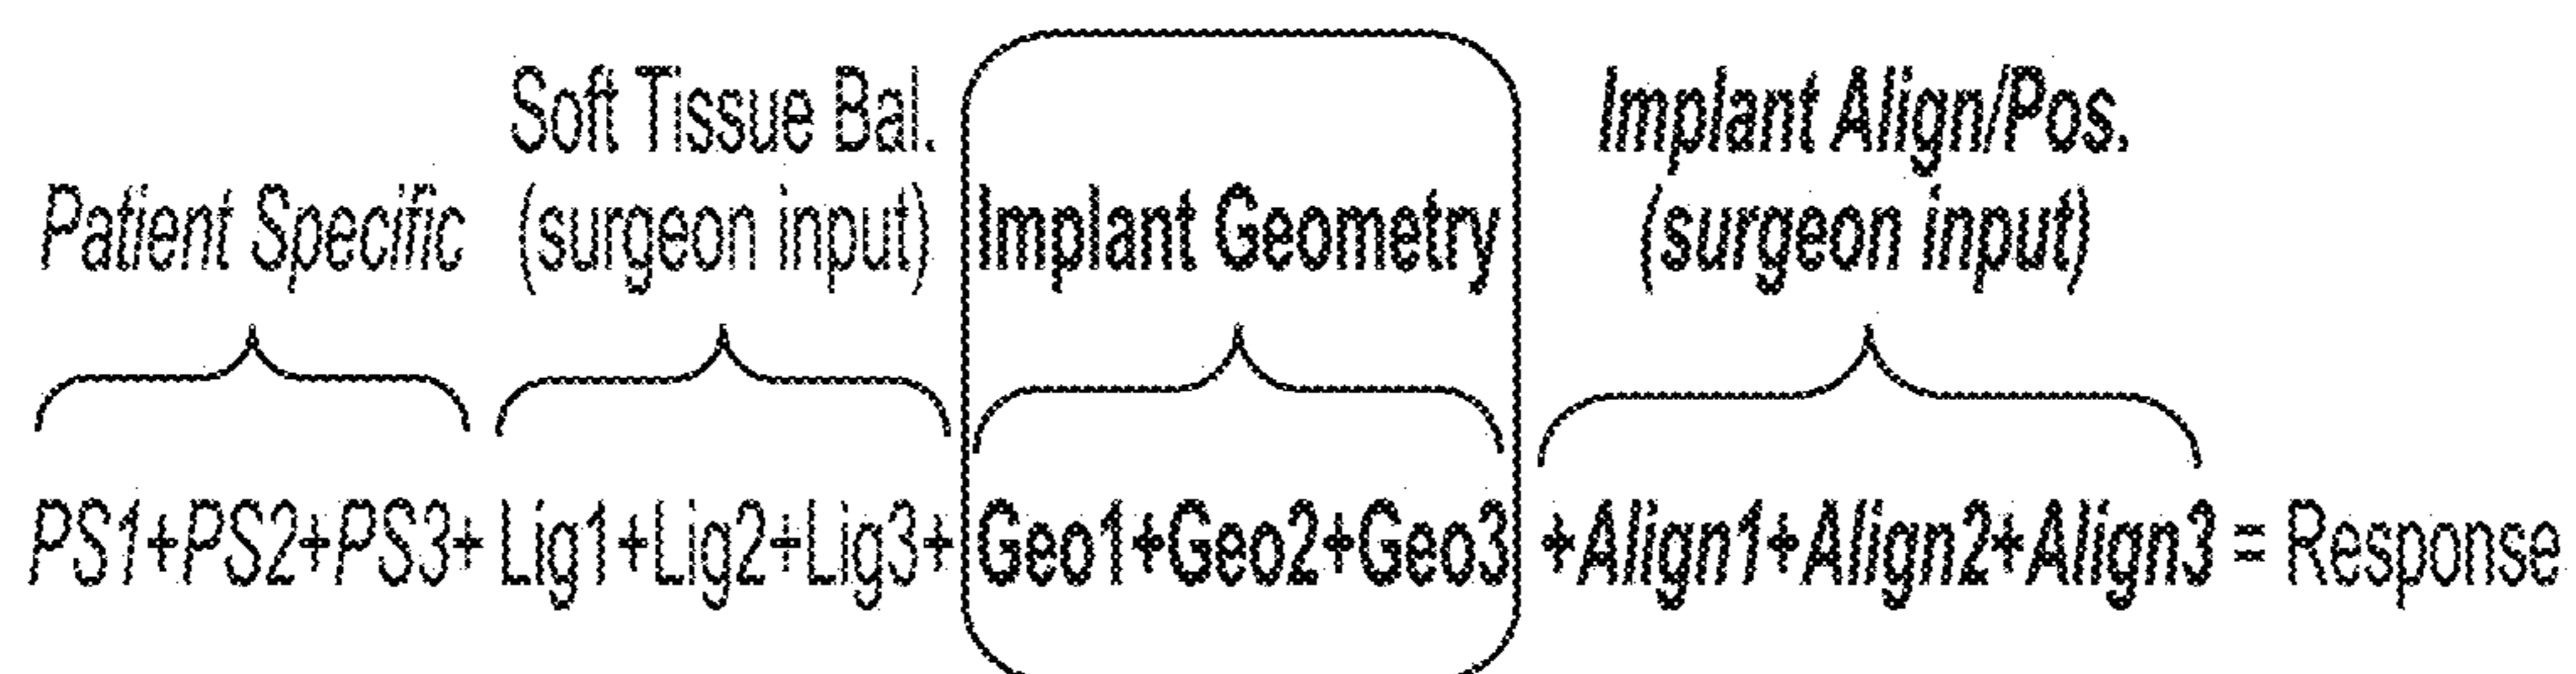 Patient Specific
Soft Tissue Bal.
(surgeon input)
Implant Geometry
Implant Align/Pos.
(surgeon input)
PS1+PS2+PS3+ Lig1+Lig2+Lig3+ Geo1+Geo2+Geo3 +Align1+Align2+Align3 = Response